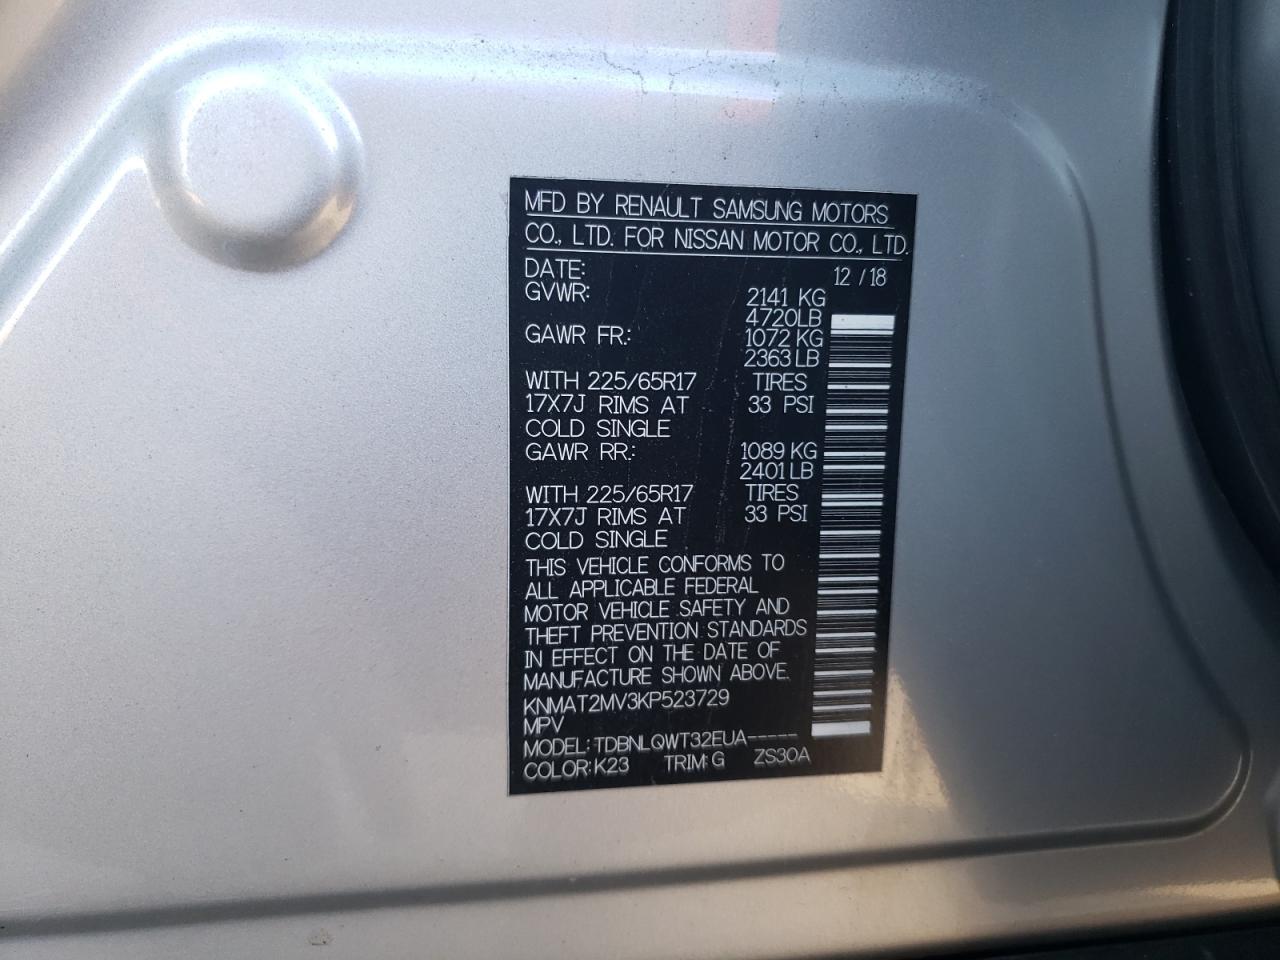 MFD BY RENAULT SAMSUNG MOTORS
CO., LTD. FOR NISSAN MOTOR CO., LTD.
DATE: 12 / 18
GVWR: 2141 KG
4720LB
GAWR FR.: 1072 KG
2363 LB
WITH 225/65R17 TIRES
17X7J RIMS AT 33 PSI
COLD SINGLE
GAWR RR.: 1089 KG
2401 LB
WITH 225/65R17 TIRES
17X7J RIMS AT 33 PSI
COLD SINGLE
THIS VEHICLE CONFORMS TO
ALL APPLICABLE FEDERAL
MOTOR VEHICLE SAFETY AND
THEFT PREVENTION STANDARDS
IN EFFECT ON THE DATE OF
MANUFACTURE SHOWN ABOVE.
KNMAT2MV3KP523729
MPV
MODEL: TDBNLQWT32EUA-----
COLOR: K23 TRIM: G ZS30A